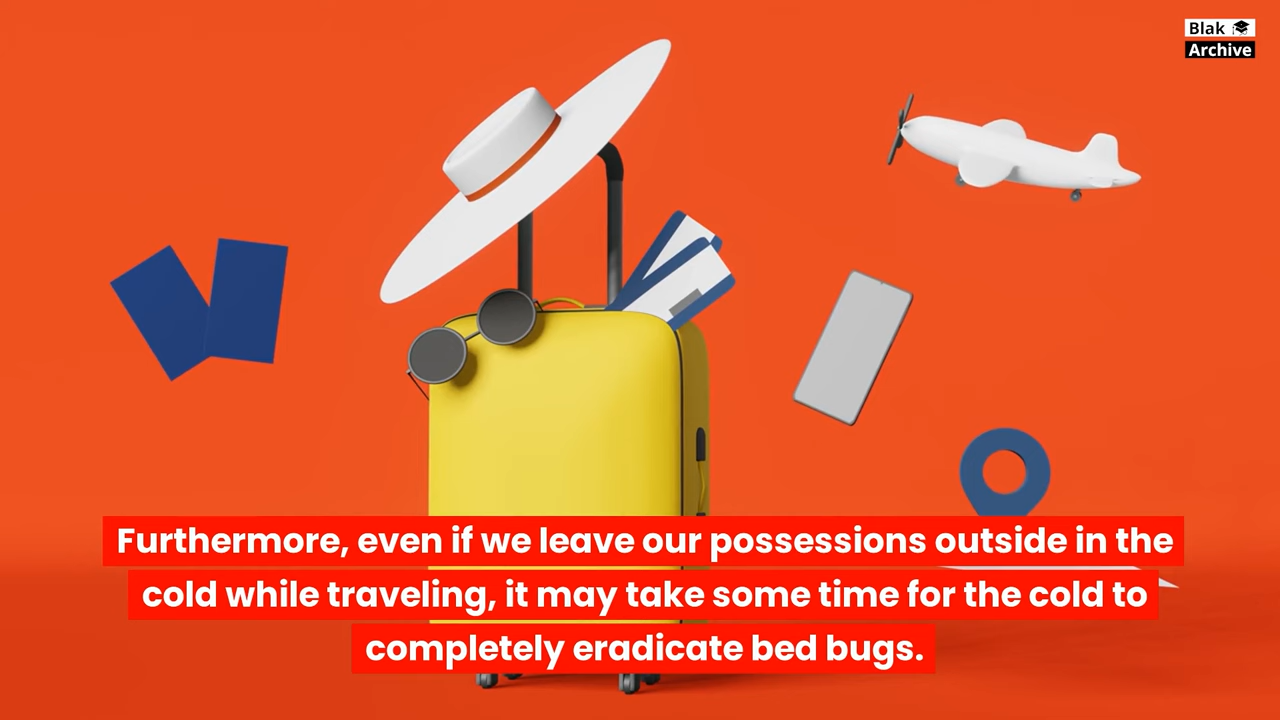 Blak
Archive
Furthermore, even if we leave our possessions outside in the
cold while traveling, it may take some time for the cold to
completely eradicate bed bugs.